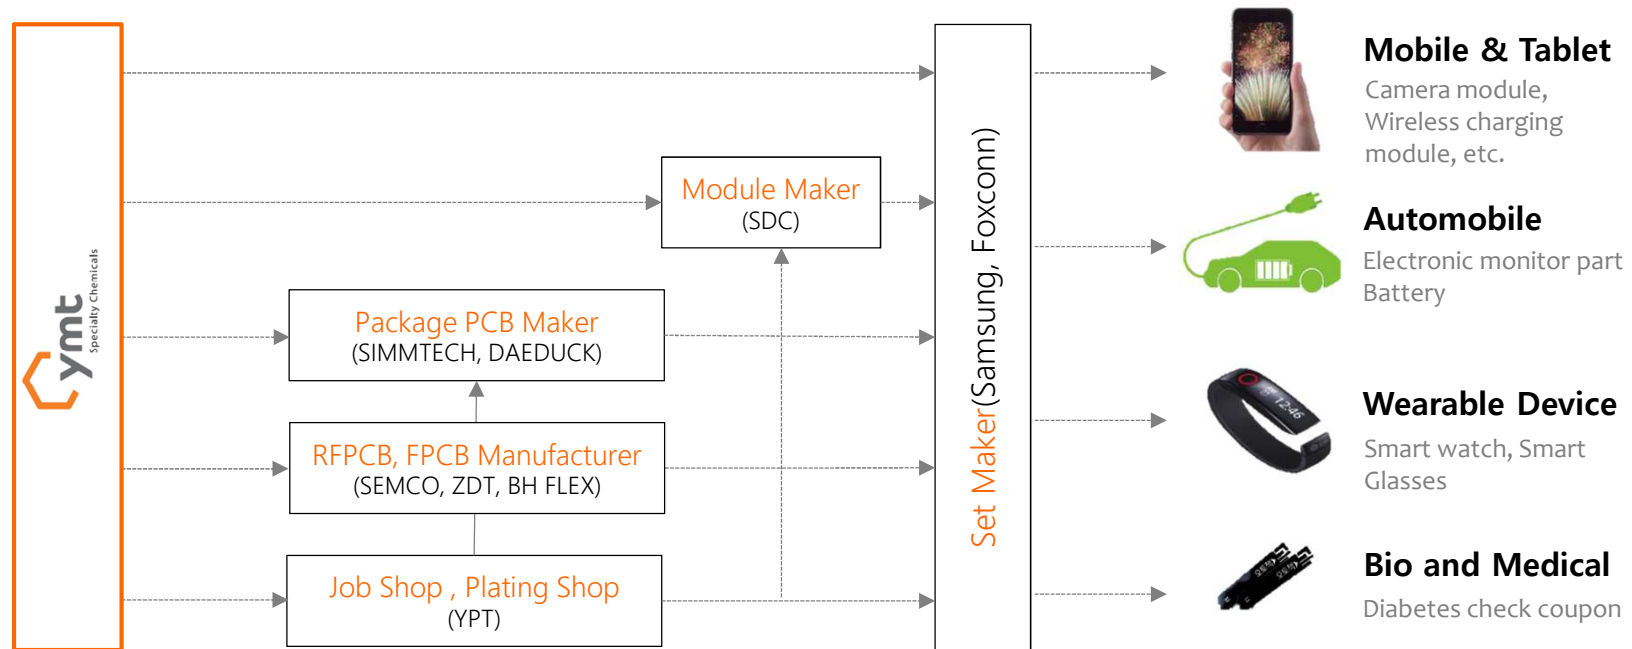 ymt
Specialty Chemicals
Module Maker
(SDC)
Package PCB Maker
(SIMMTECH, DAEDUCK)
RFPCB, FPCB Manufacturer
(SEMCO, ZDT, BH FLEX)
Job Shop , Plating Shop
(YPT)
Set Maker(Samsung, Foxconn)
Mobile & Tablet
Camera module,
Wireless charging
module, etc.
Automobile
Electronic monitor part
Battery
12:46
Wearable Device
Smart watch, Smart
Glasses
Bio and Medical
Diabetes check coupon